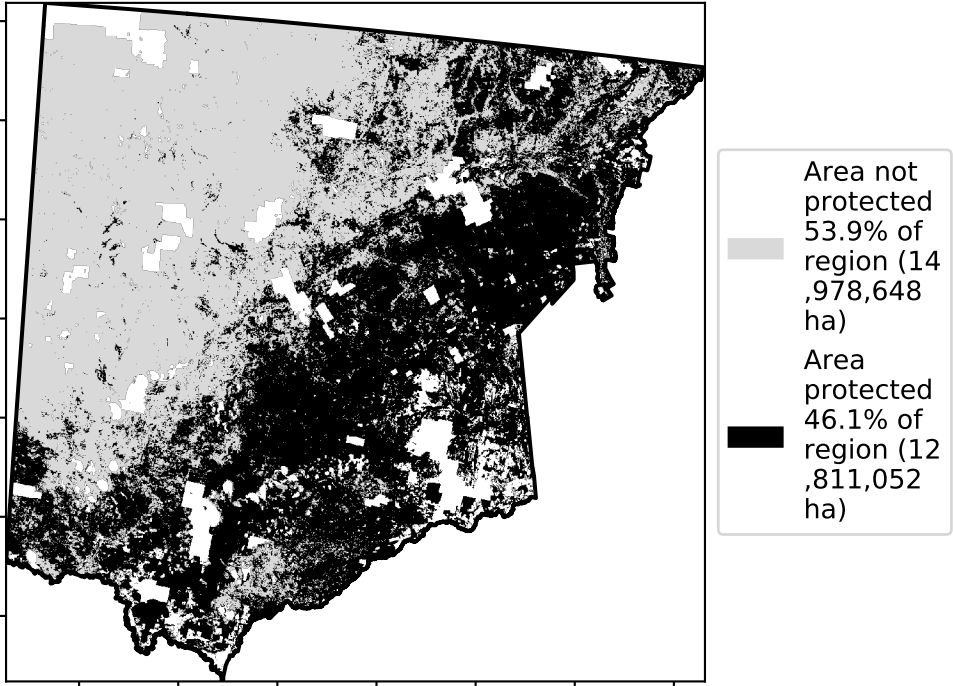 Area not
protected
53.9% of
region (14
,978,648
ha)
Area
protected
46.1% of
region (12
,811,052
ha)